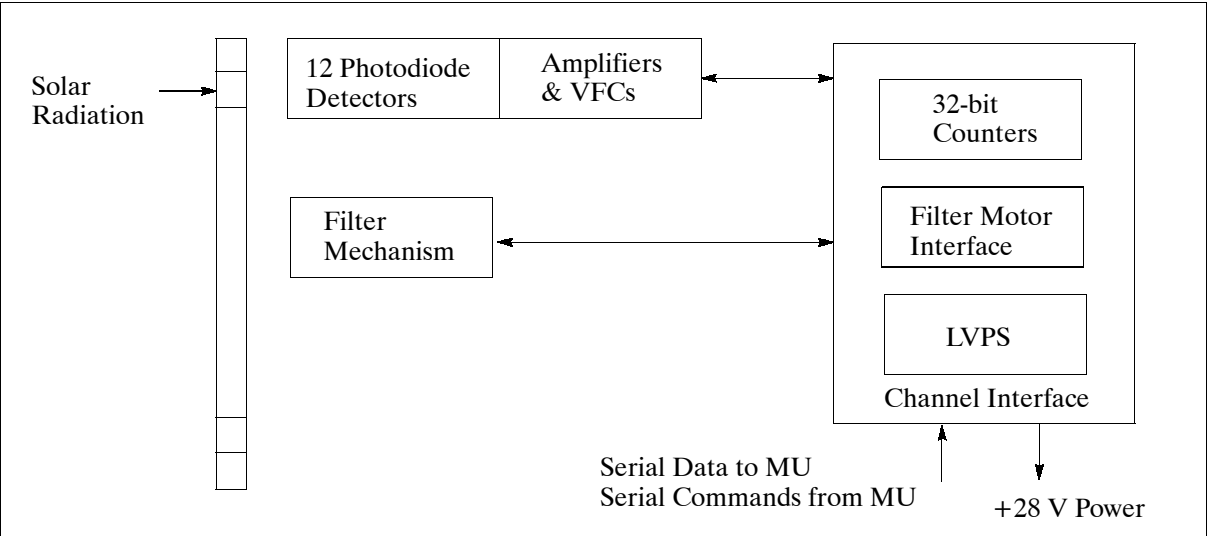 Solar
Radiation
12 Photodiode
Detectors
Amplifiers
& VFCs
32-bit
Counters
Filter
Mechanism
Filter Motor
Interface
LVPS
Channel Interface
Serial Data to MU
Serial Commands from MU
+28 V Power